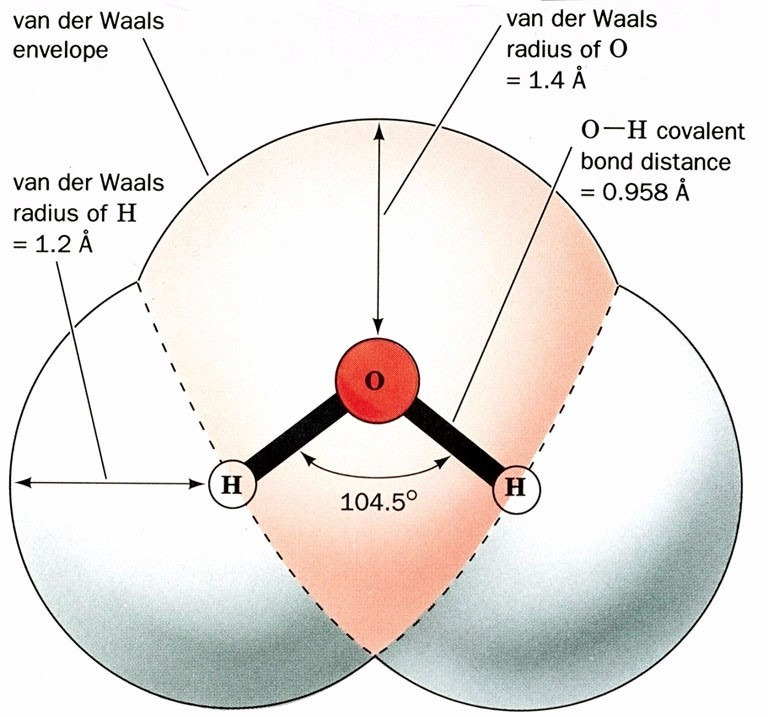 van der Waals
envelope
van der Waals
radius of O
= 1.4 Å
O—H covalent
bond distance
= 0.958 Å
van der Waals
radius of H
= 1.2 Å
O
H
H
104.5°